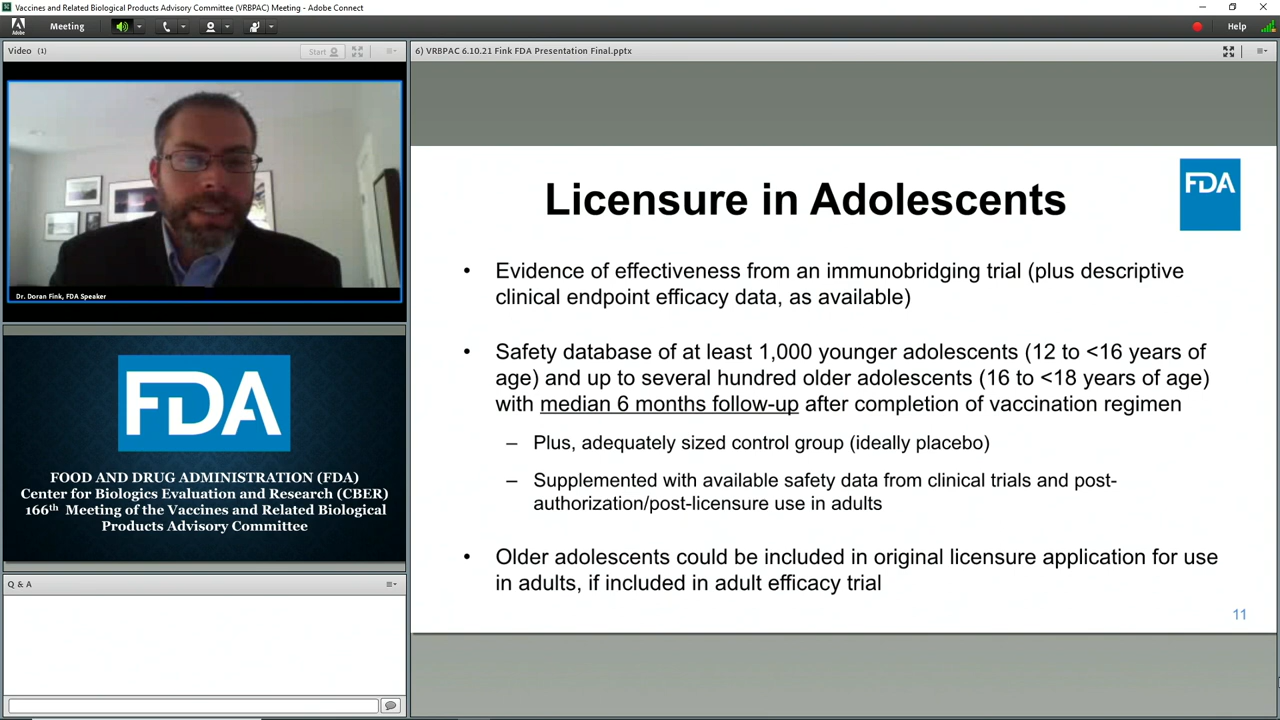 Vaccines and Related Biological Products Advisory Committee (VRBPAC) Meeting - Adobe Connect
Meeting
Help
Video (1)
Start
Dr. Doran Fink, FDA Speaker
FDA
FOOD AND DRUG ADMINISTRATION (FDA)
Center for Biologics Evaluation and Research (CBER)
166th Meeting of the Vaccines and Related Biological
Products Advisory Committee
Q & A
6) VRBPAC 6.10.21 Fink FDA Presentation Final.pptx
Licensure in Adolescents
FDA
• Evidence of effectiveness from an immunobridging trial (plus descriptive
clinical endpoint efficacy data, as available)
• Safety database of at least 1,000 younger adolescents (12 to <16 years of
age) and up to several hundred older adolescents (16 to <18 years of age)
with median 6 months follow-up after completion of vaccination regimen
– Plus, adequately sized control group (ideally placebo)
– Supplemented with available safety data from clinical trials and post-
authorization/post-licensure use in adults
• Older adolescents could be included in original licensure application for use
in adults, if included in adult efficacy trial
11